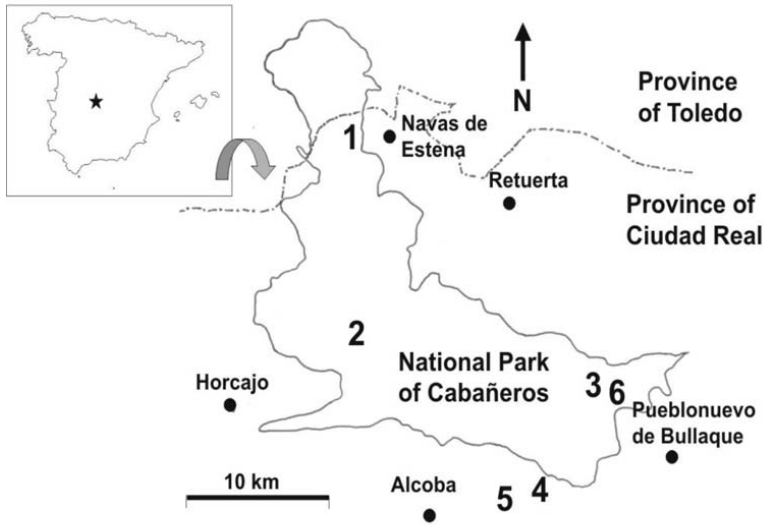 Province
of Toledo
N
1
Navas de
Estena
Retuerta
Province of
Ciudad Real
2
National Park
of Cabañeros
3
6
Horcajo
Pueblonuevo
de Bullaque
10 km
Alcoba
5
4